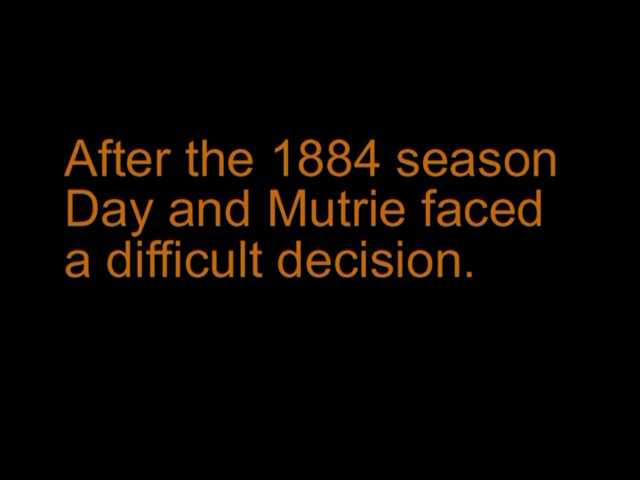 After the 1884 season
Day and Mutrie faced
a difficult decision.